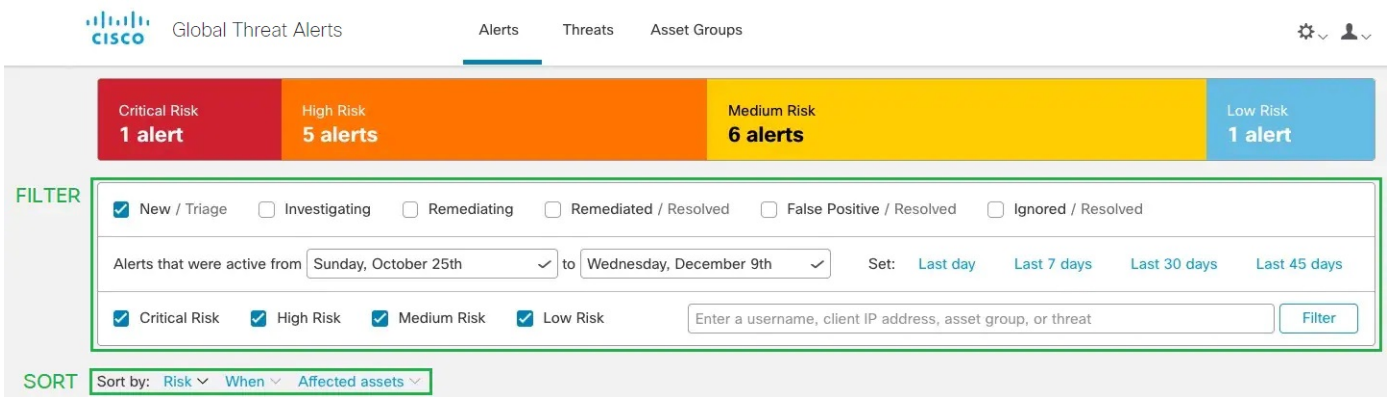 CISCO Global Threat Alerts Alerts Threats Asset Groups
Critical Risk High Risk Medium Risk Low Risk
1 alert 5 alerts 6 alerts 1 alert
FILTER
New / Triage Investigating Remediating Remediated / Resolved False Positive / Resolved Ignored / Resolved
Alerts that were active from Sunday, October 25th to Wednesday, December 9th Set: Last day Last 7 days Last 30 days Last 45 days
Critical Risk High Risk Medium Risk Low Risk Enter a username, client IP address, asset group, or threat Filter
SORT Sort by: Risk When Affected assets